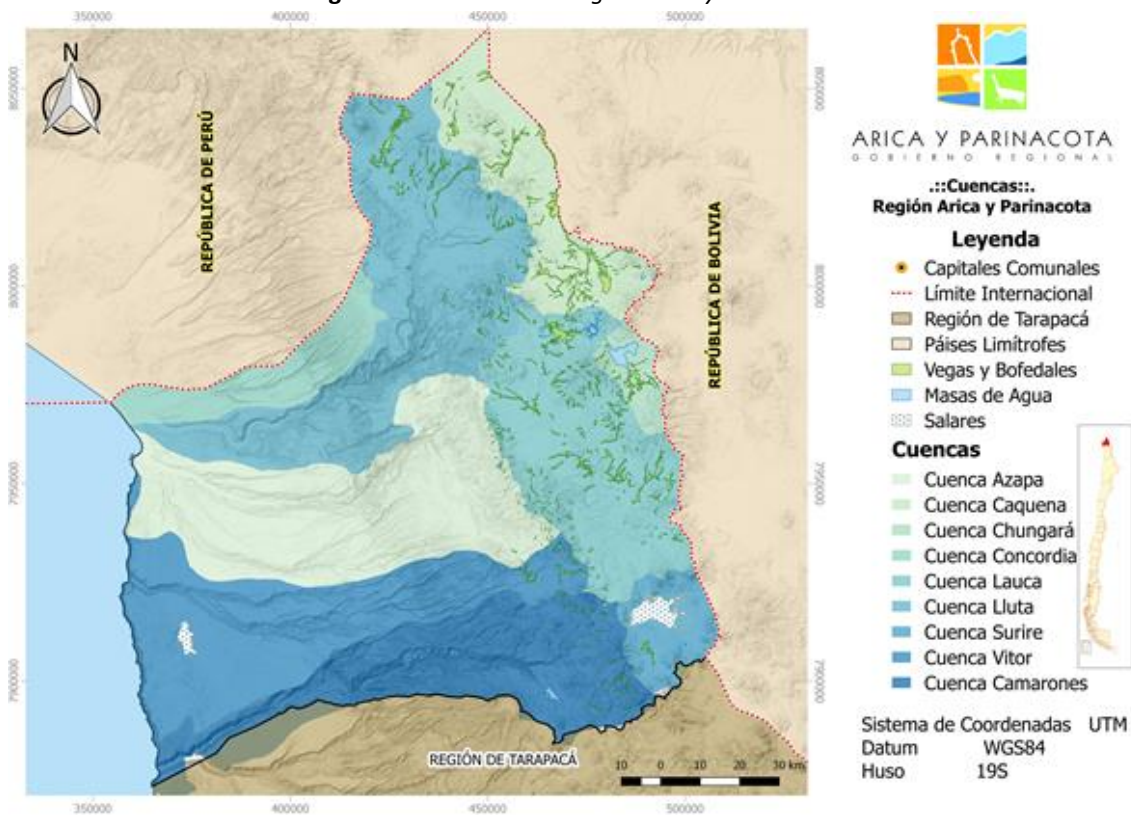 350000 400000 450000 500000
N
REPÚBLICA DE PERÚ
REPÚBLICA DE BOLIVIA
8050000
8000000
7950000
7900000
8050000
8000000
7950000
7900000
REGIÓN DE TARAPACÁ
10 0 10 20 30 km
350000 400000 450000 500000
ARICA Y PARINACOTA
GOBIERNO REGIONAL
.::Cuencas::.
Región Arica y Parinacota
Leyenda
Capitales Comunales
Límite Internacional
Región de Tarapacá
Páises Limítrofes
Vegas y Bofedales
Masas de Agua
Salares
Cuencas
Cuenca Azapa
Cuenca Caquena
Cuenca Chungará
Cuenca Concordia
Cuenca Lauca
Cuenca Lluta
Cuenca Surire
Cuenca Vitor
Cuenca Camarones
Sistema de Coordenadas UTM
Datum WGS84
Huso 19S